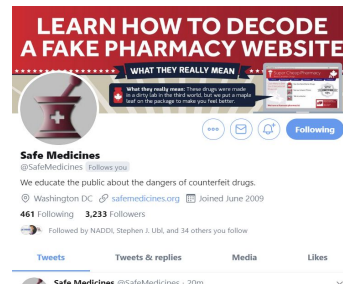 LEARN HOW TO DECODE
A FAKE PHARMACY WEBSITE
WHAT THEY REALLY MEAN
What they really mean: These drugs were made
in a dirty lab in the third world, but we put a maple
leaf on the package to make you feel better.
Super Cheap Pharmacy
Following
Safe Medicines
@SafeMedicines Follows you
We educate the public about the dangers of counterfeit drugs.
Washington DC safemedicines.org Joined June 2009
461 Following 3,233 Followers
Followed by NADDI, Stephen J. Ubl, and 34 others you follow
Tweets Tweets & replies Media Likes
Safe Medicines @SafeMedicines · 20m